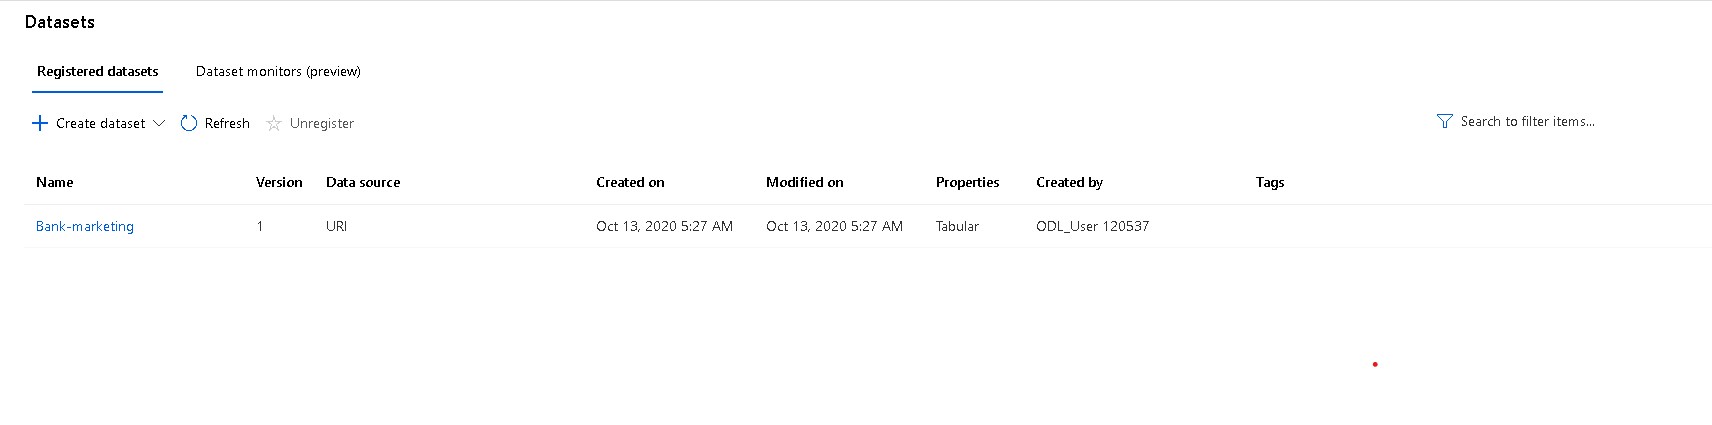 Datasets
Registered datasets Dataset monitors (preview)
Create dataset Refresh Unregister Search to filter items...
Name Version Data source Created on Modified on Properties Created by Tags
Bank-marketing 1 URI Oct 13, 2020 5:27 AM Oct 13, 2020 5:27 AM Tabular ODL_User 120537